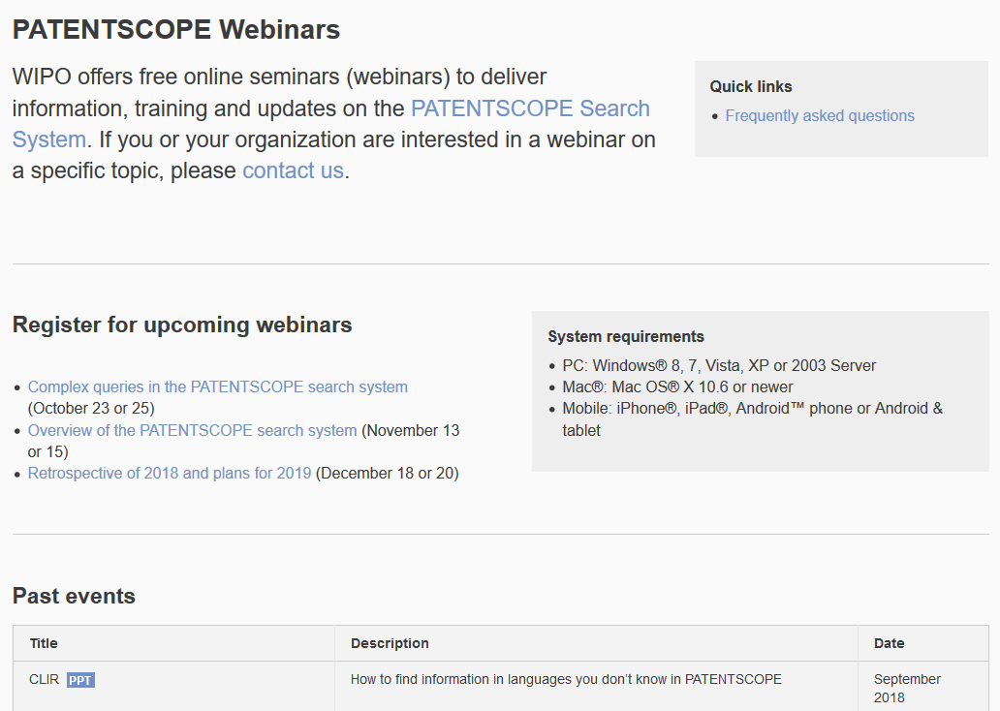 PATENTSCOPE Webinars
WIPO offers free online seminars (webinars) to deliver
information, training and updates on the PATENTSCOPE Search
System. If you or your organization are interested in a webinar on
a specific topic, please contact us.
Quick links
• Frequently asked questions
Register for upcoming webinars
• Complex queries in the PATENTSCOPE search system
(October 23 or 25)
• Overview of the PATENTSCOPE search system (November 13
or 15)
• Retrospective of 2018 and plans for 2019 (December 18 or 20)
System requirements
• PC: Windows® 8, 7, Vista, XP or 2003 Server
• Mac®: Mac OS® X 10.6 or newer
• Mobile: iPhone®, iPad®, Android™ phone or Android &
tablet
Past events
Title Description Date
CLIR PPT How to find information in languages you don’t know in PATENTSCOPE September
2018